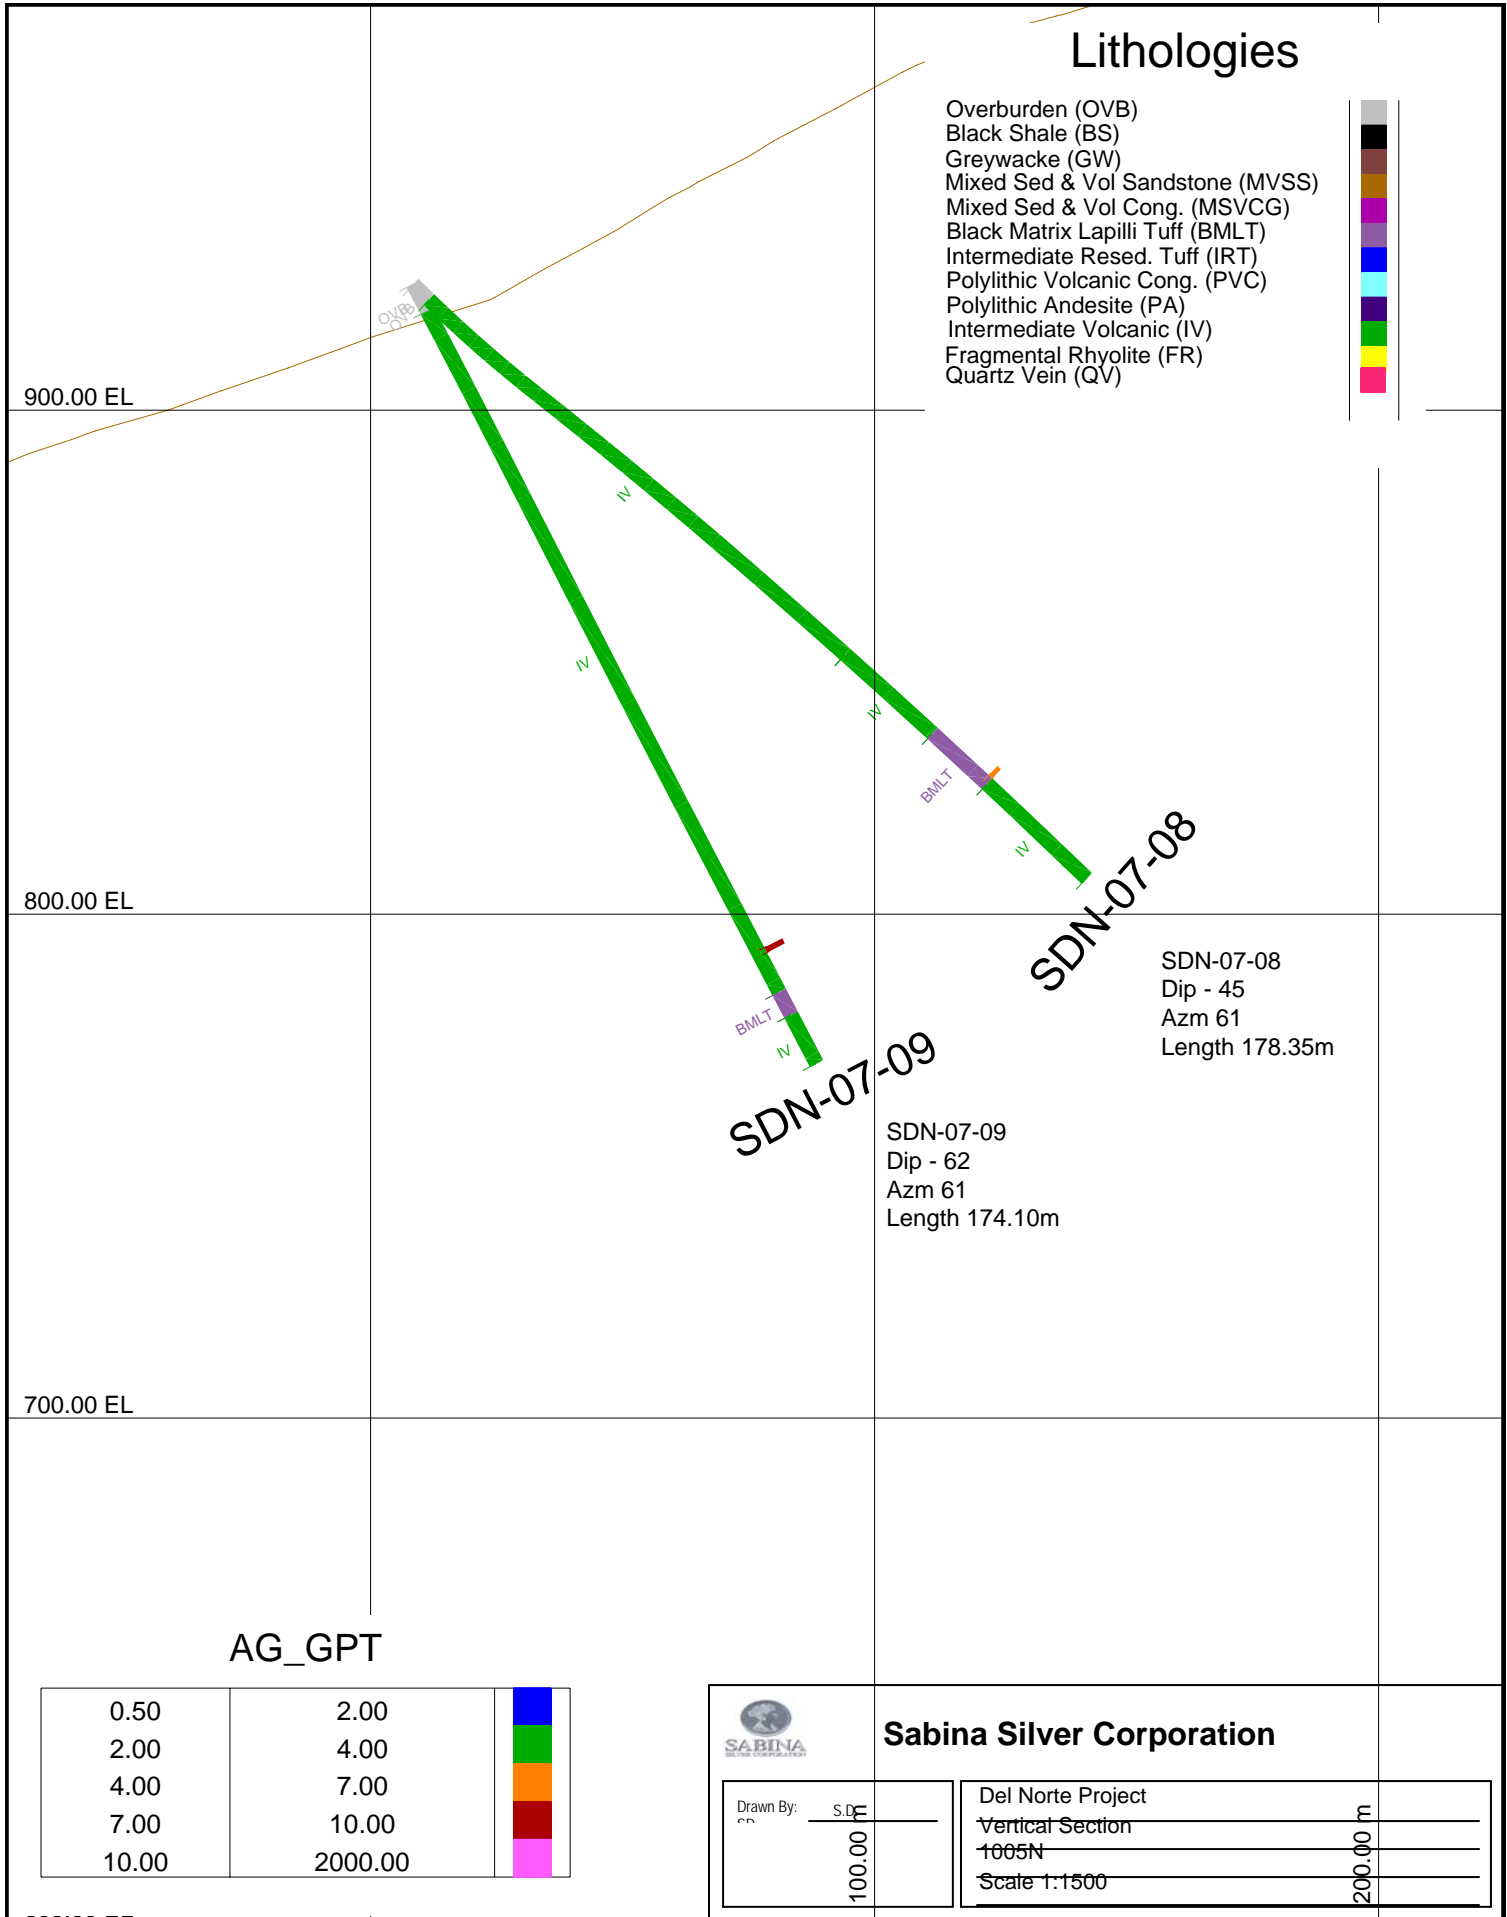 Lithologies
Overburden (OVB)
Black Shale (BS)
Greywacke (GW)
Mixed Sed & Vol Sandstone (MVSS)
Mixed Sed & Vol Cong. (MSVCG)
Black Matrix Lapilli Tuff (BMLT)
Intermediate Resed. Tuff (IRT)
Polylithic Volcanic Cong. (PVC)
Polylithic Andesite (PA)
Intermediate Volcanic (IV)
Fragmental Rhyolite (FR)
Quartz Vein (QV)
OVB
OVB
900.00 EL
IV
IV
IV
BMLT
IV
SDN-07-08
800.00 EL
SDN-07-08
Dip - 45
Azm 61
Length 178.35m
BMLT
IV
SDN-07-09
SDN-07-09
Dip - 62
Azm 61
Length 174.10m
700.00 EL
AG_GPT
0.50 2.00
2.00 4.00
4.00 7.00
7.00 10.00
10.00 2000.00
SABINA
SILVER CORPORATION
Sabina Silver Corporation
Drawn By: S.D.
100.00 m
Del Norte Project
Vertical Section
1005N
Scale 1:1500
200.00 m